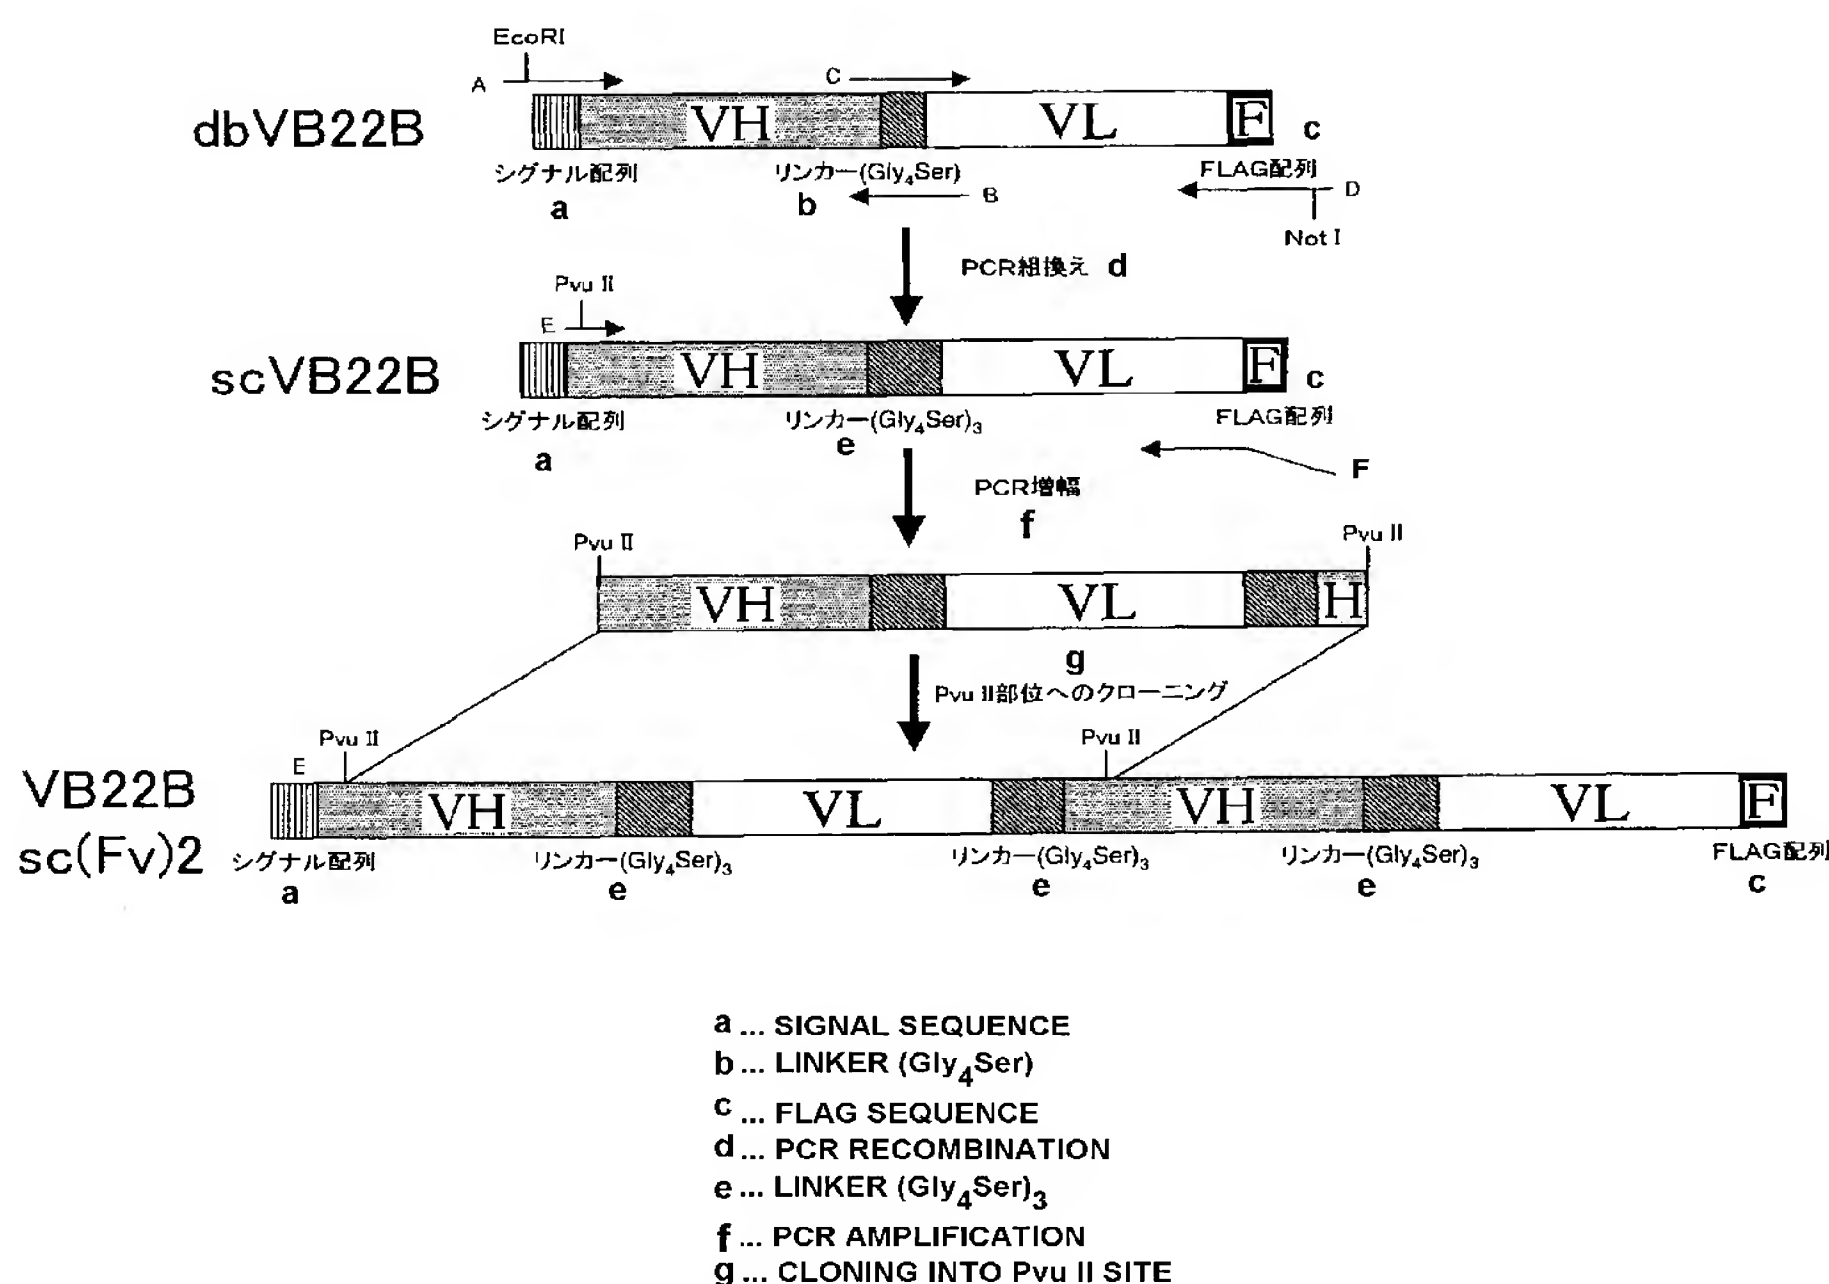 EcoRI
A
C
dbVB22B
VH
VL
F
c
シグナル配列
リンカー(Gly4Ser)
FLAG配列
a
b
B
D
Not I
PCR組換え d
Pvu II
E
scVB22B
VH
VL
F
c
シグナル配列
リンカー(Gly4Ser)3
FLAG配列
a
e
F
PCR増幅
f
Pvu II
Pvu II
VH
VL
H
g
Pvu II部位へのクローニング
Pvu II
Pvu II
E
VB22B
sc(Fv)2
VH
VL
VH
VL
F
シグナル配列
リンカー(Gly4Ser)3
リンカー(Gly4Ser)3
リンカー(Gly4Ser)3
FLAG配列
a
e
e
e
c
a ... SIGNAL SEQUENCE
b ... LINKER (Gly4Ser)
c ... FLAG SEQUENCE
d ... PCR RECOMBINATION
e ... LINKER (Gly4Ser)3
f ... PCR AMPLIFICATION
g ... CLONING INTO Pvu II SITE